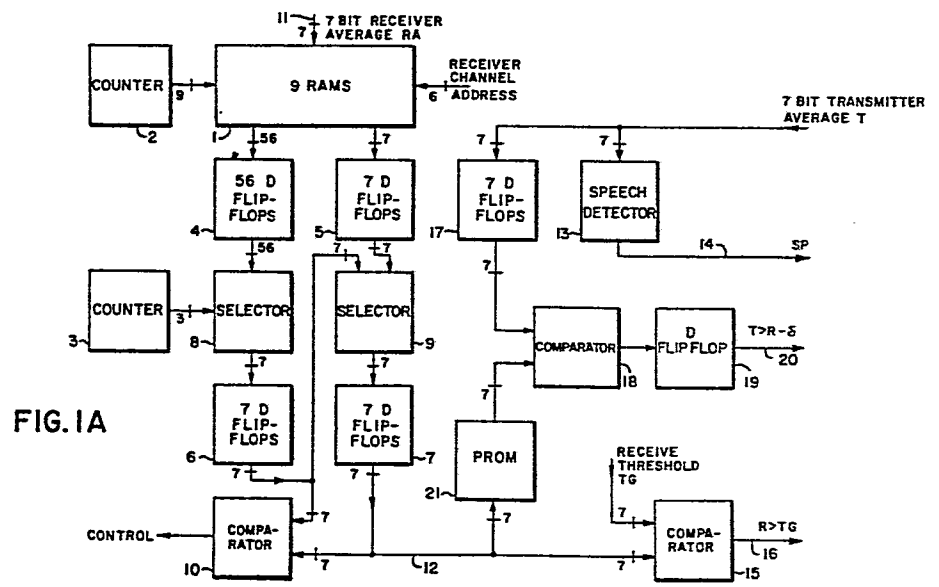 11
7 BIT RECEIVER
AVERAGE RA
7
COUNTER
9
2
9 RAMS
1
RECEIVER
CHANNEL
ADDRESS
6
7 BIT TRANSMITTER
AVERAGE T
56
7
7
7
56 D
FLIP-
FLOPS
4
7 D
FLIP-
FLOPS
5
7 D
FLIP-
FLOPS
17
SPEECH
DETECTOR
13
14
SP
56
7
7
7
COUNTER
3
3
SELECTOR
8
SELECTOR
9
COMPARATOR
18
D
FLIP FLOP
19
T>R-δ
20
7
7
7
FIG.1A
7 D
FLIP-
FLOPS
6
7 D
FLIP-
FLOPS
7
PROM
21
RECEIVE
THRESHOLD
TG
7
7
7
7
7
CONTROL
COMPA-
RATOR
10
7
12
7
COMPA-
RATOR
15
R>TG
16